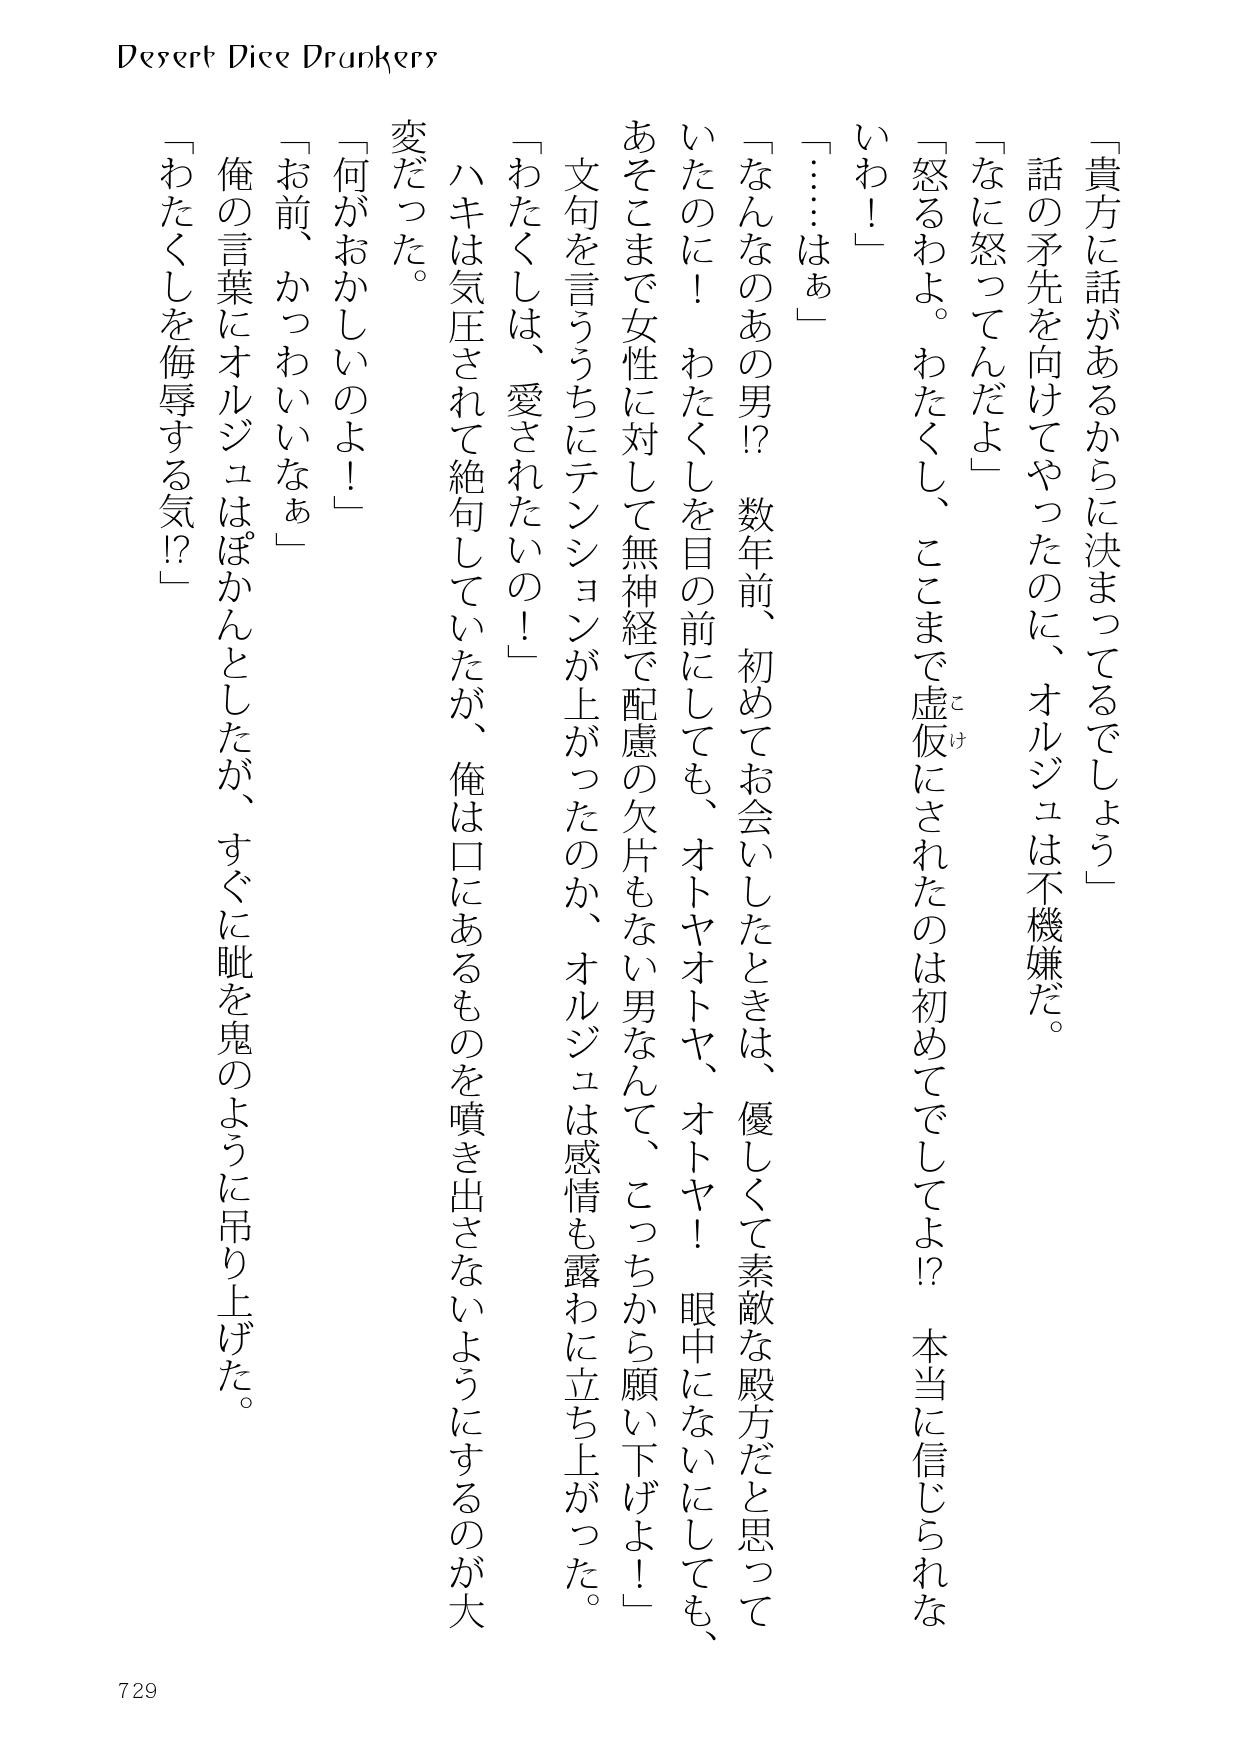 Desert Dice Drunkers
「貴方に話があるからに決まってるでしょう」
　話の矛先を向けてやったのに、オルジュは不機嫌だ。
「なに怒ってんだよ」
「怒るわよ。わたくし、ここまで虚仮にされたのは初めてでしてよ!?　本当に信じられな
こけ
いわ！」
「……はぁ」
「なんなのあの男!?　数年前、初めてお会いしたときは、優しくて素敵な殿方だと思って
いたのに！　わたくしを目の前にしても、オトヤオトヤ、オトヤ！　眼中にないにしても、
あそこまで女性に対して無神経で配慮の欠片もない男なんて、こっちから願い下げよ！」
　文句を言ううちにテンションが上がったのか、オルジュは感情も露わに立ち上がった。
「わたくしは、愛されたいの！」
　ハキは気圧されて絶句していたが、俺は口にあるものを噴き出さないようにするのが大
変だった。
「何がおかしいのよ！」
「お前、かっわいいなぁ」
　俺の言葉にオルジュはぽかんとしたが、すぐに眦を鬼のように吊り上げた。
「わたくしを侮辱する気!?」
729